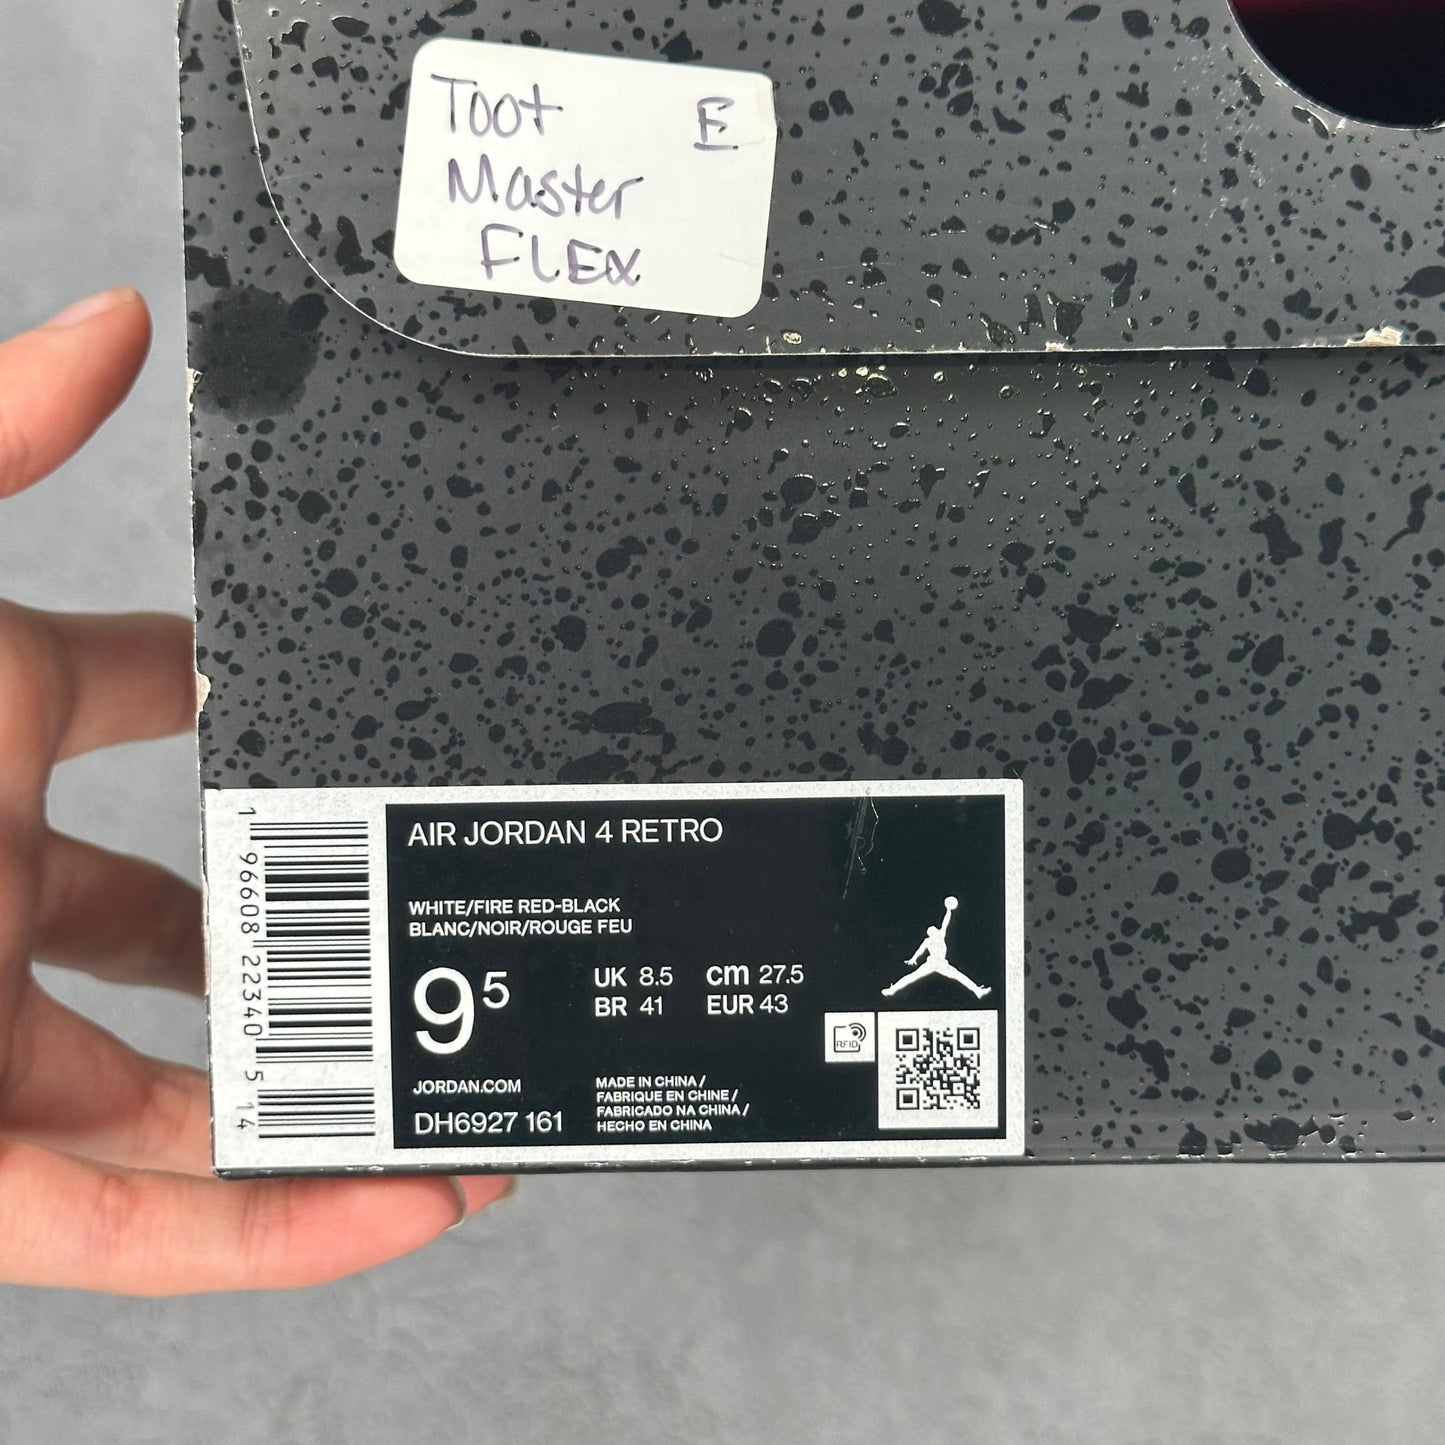 Toot E
Master
FLEX
AIR JORDAN 4 RETRO
WHITE/FIRE RED-BLACK
BLANC/NOIR/ROUGE FEU
9⁵
UK 8.5 cm 27.5
BR 41 EUR 43
RFID
JORDAN.COM
DH6927 161
MADE IN CHINA /
FABRIQUE EN CHINE /
FABRICADO NA CHINA /
HECHO EN CHINA
1 96608 22340 5 14